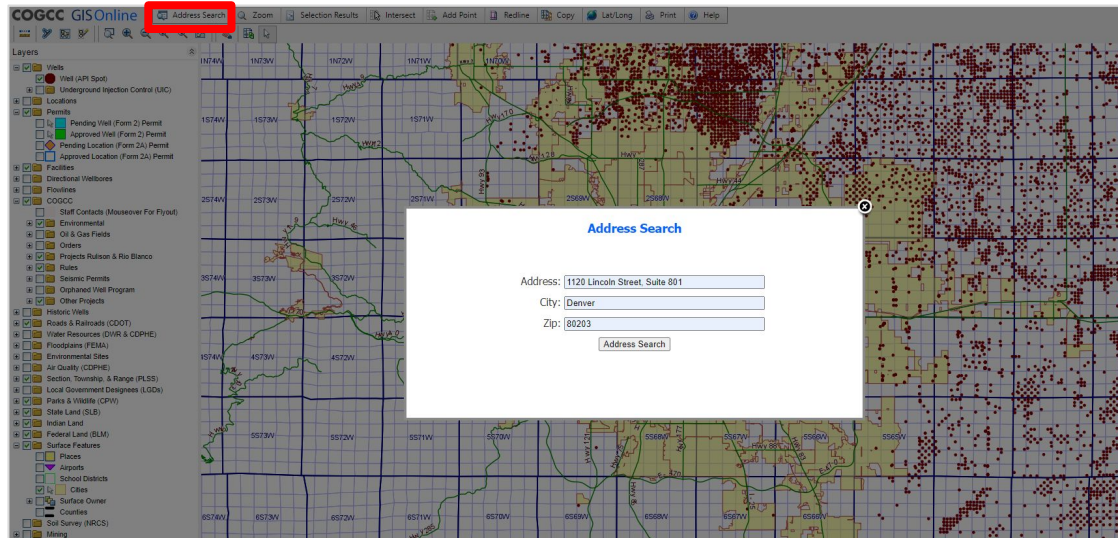 COGCC GISOnline
Address Search
Zoom
Selection Results
Intersect
Add Point
Redline
Copy
Lat/Long
Print
Help
Layers
Wells
Well (API Spot)
Underground Injection Control (UIC)
Locations
Permits
Pending Well (Form 2) Permit
Approved Well (Form 2) Permit
Pending Location (Form 2A) Permit
Approved Location (Form 2A) Permit
Facilities
Directional Wellbores
Flowlines
COGCC
Staff Contacts (Mouseover For Flyout)
Environmental
Oil & Gas Fields
Orders
Projects Rulison & Rio Blanco
Rules
Seismic Permits
Orphaned Well Program
Other Projects
Historic Wells
Roads & Railroads (CDOT)
Water Resources (DWR & CDPHE)
Floodplains (FEMA)
Environmental Sites
Air Quality (CDPHE)
Section, Township, & Range (PLSS)
Local Government Designees (LGDs)
Parks & Wildlife (CPW)
State Land (SLB)
Indian Land
Federal Land (BLM)
Surface Features
Places
Airports
School Districts
Cities
Surface Owner
Counties
Soil Survey (NRCS)
Mining
1N74W 1N73W 1N72W 1N71W 1N70W
1S74W 1S73W 1S72W 1S71W
2S74W 2S73W 2S72W 2S71W 2S69W 2S68W
3S74W 3S73W 3S72W
4S74W 4S73W 4S72W
5S73W 5S72W 5S71W 5S70W 5S68W 5S67W 5S66W 5S65W
6S74W 6S73W 6S72W 6S71W 6S70W 6S69W 6S68W 6S66W
Address Search
Address: 1120 Lincoln Street, Suite 801
City: Denver
Zip: 80203
Address Search